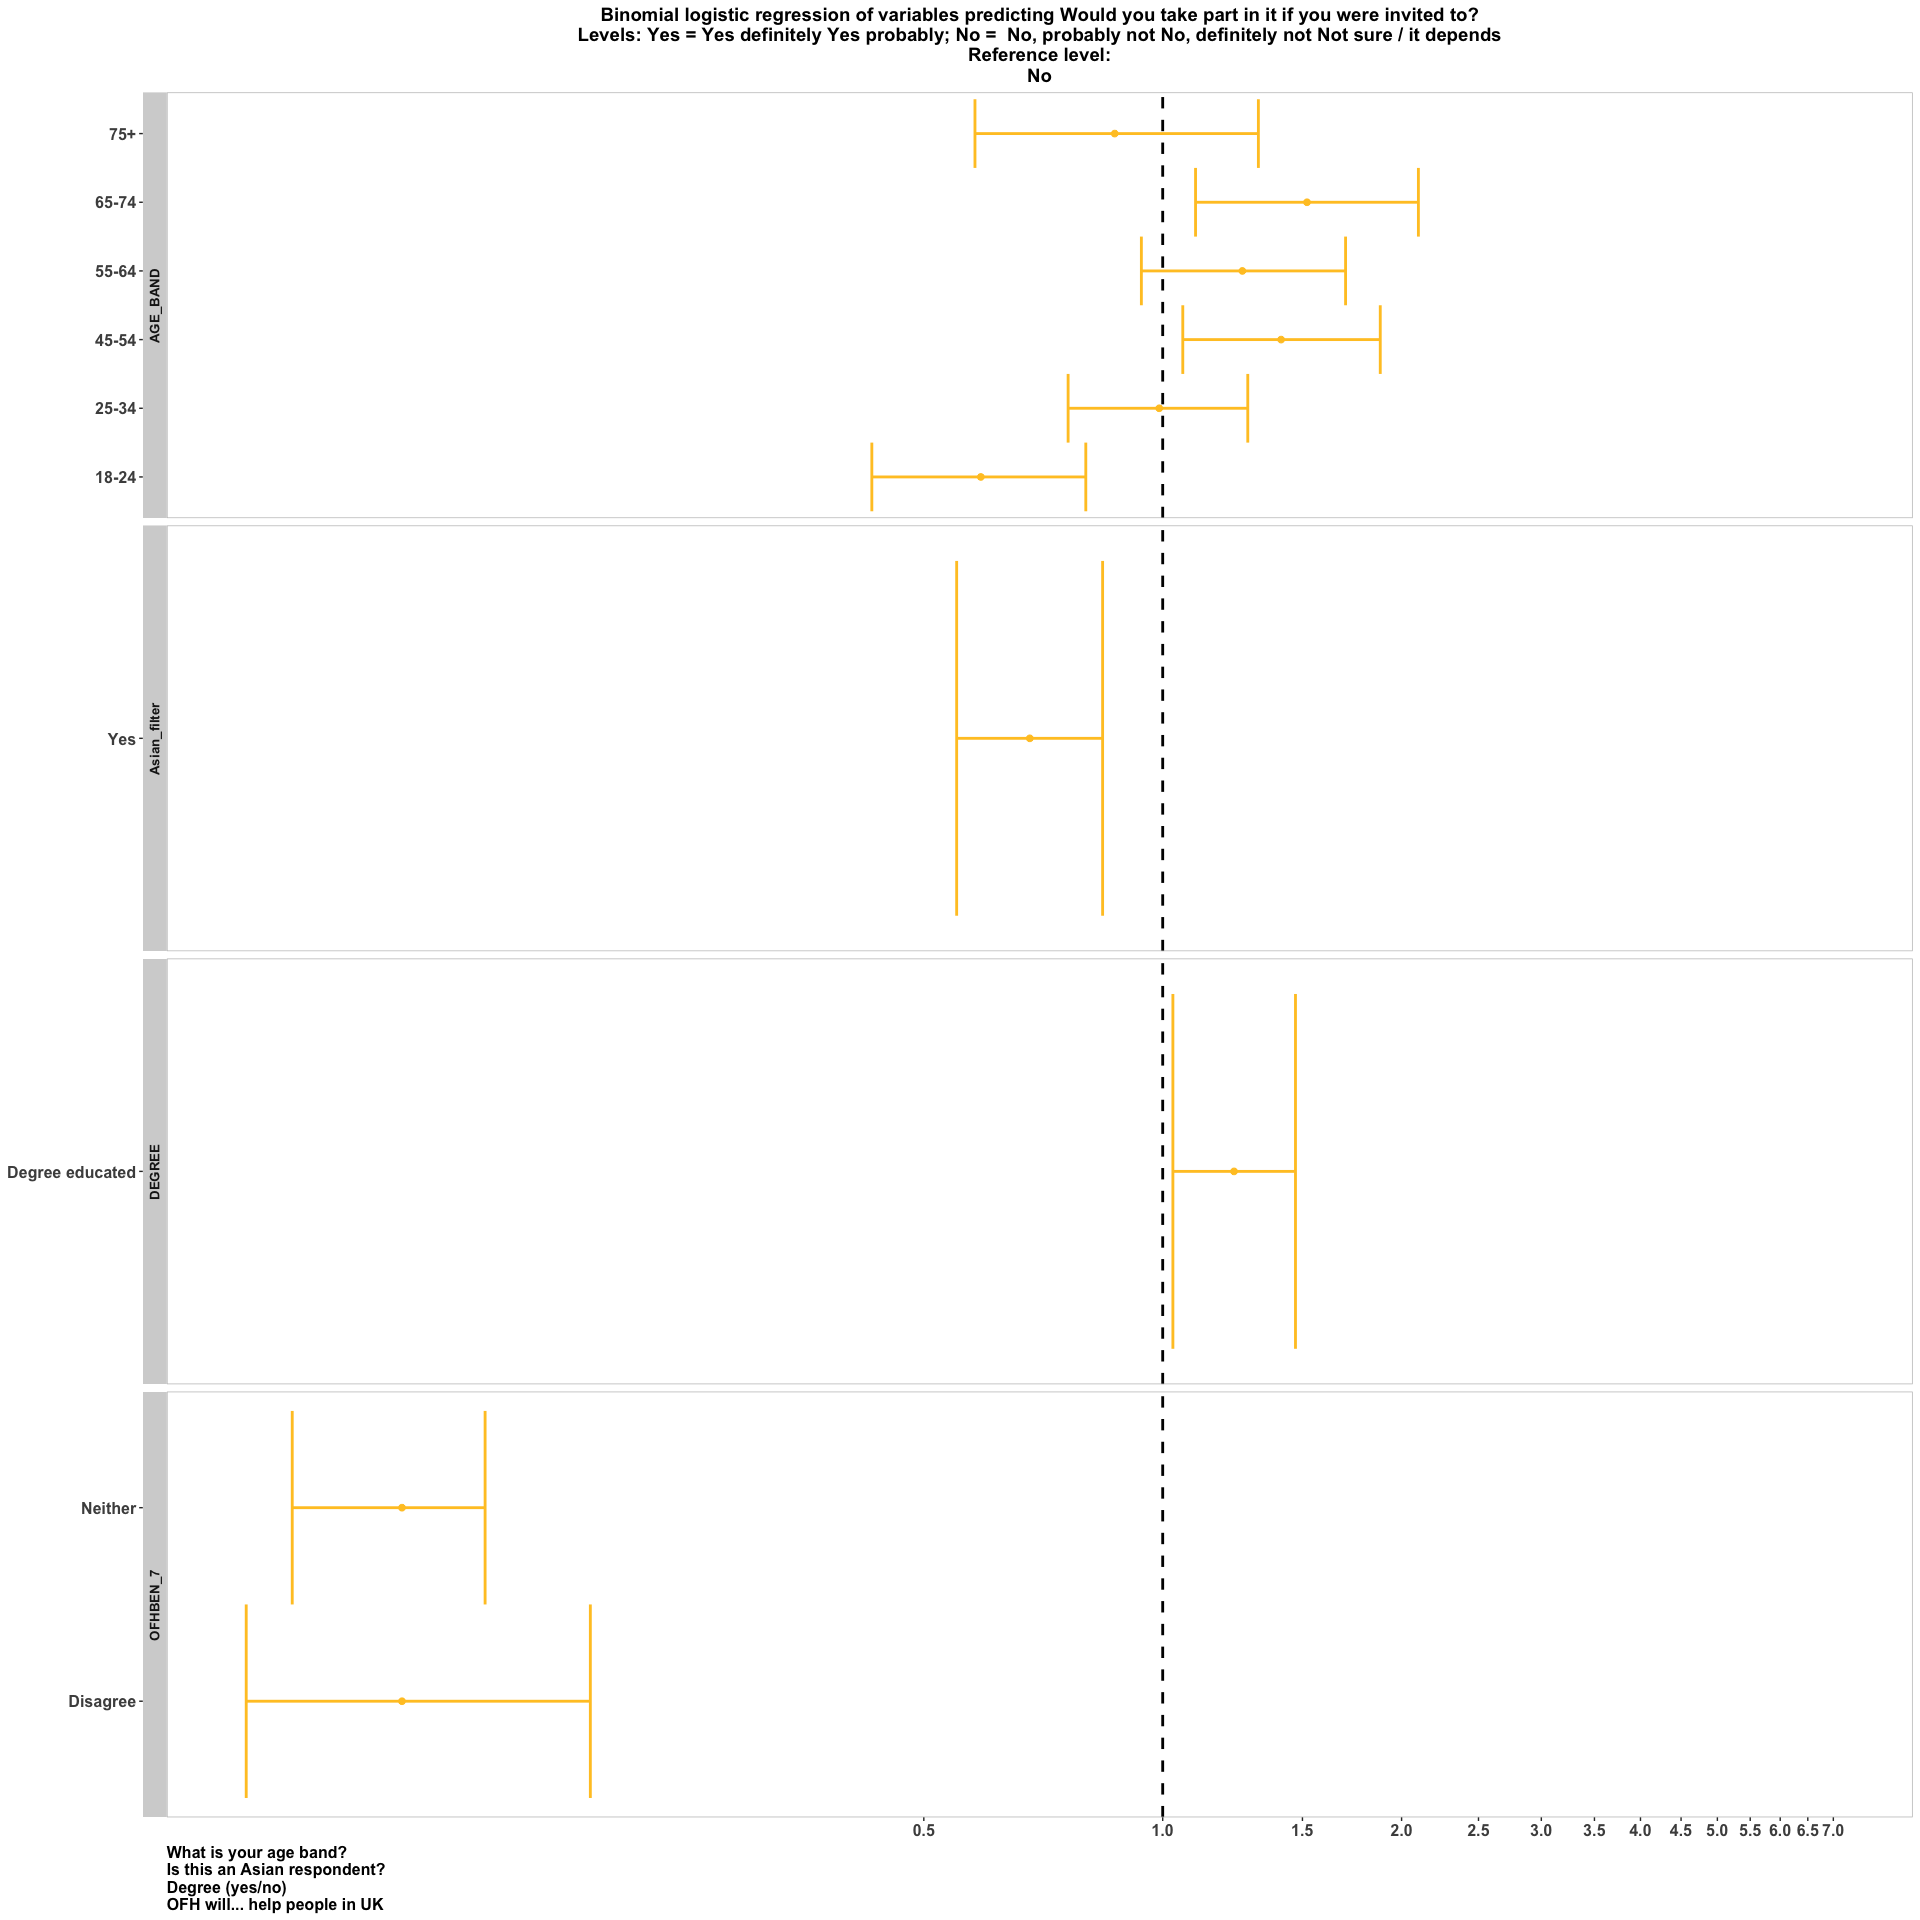 Binomial logistic regression of variables predicting Would you take part in it if you were invited to?
Levels: Yes = Yes definitely Yes probably; No =  No, probably not No, definitely not Not sure / it depends
Reference level:
No
AGE_BAND
75+
65-74
55-64
45-54
25-34
18-24
Asian_filter
Yes
DEGREE
Degree educated
OFHBEN_7
Neither
Disagree
0.5 1.0 1.5 2.0 2.5 3.0 3.5 4.0 4.5 5.0 5.5 6.0 6.5 7.0
What is your age band?
Is this an Asian respondent?
Degree (yes/no)
OFH will... help people in UK